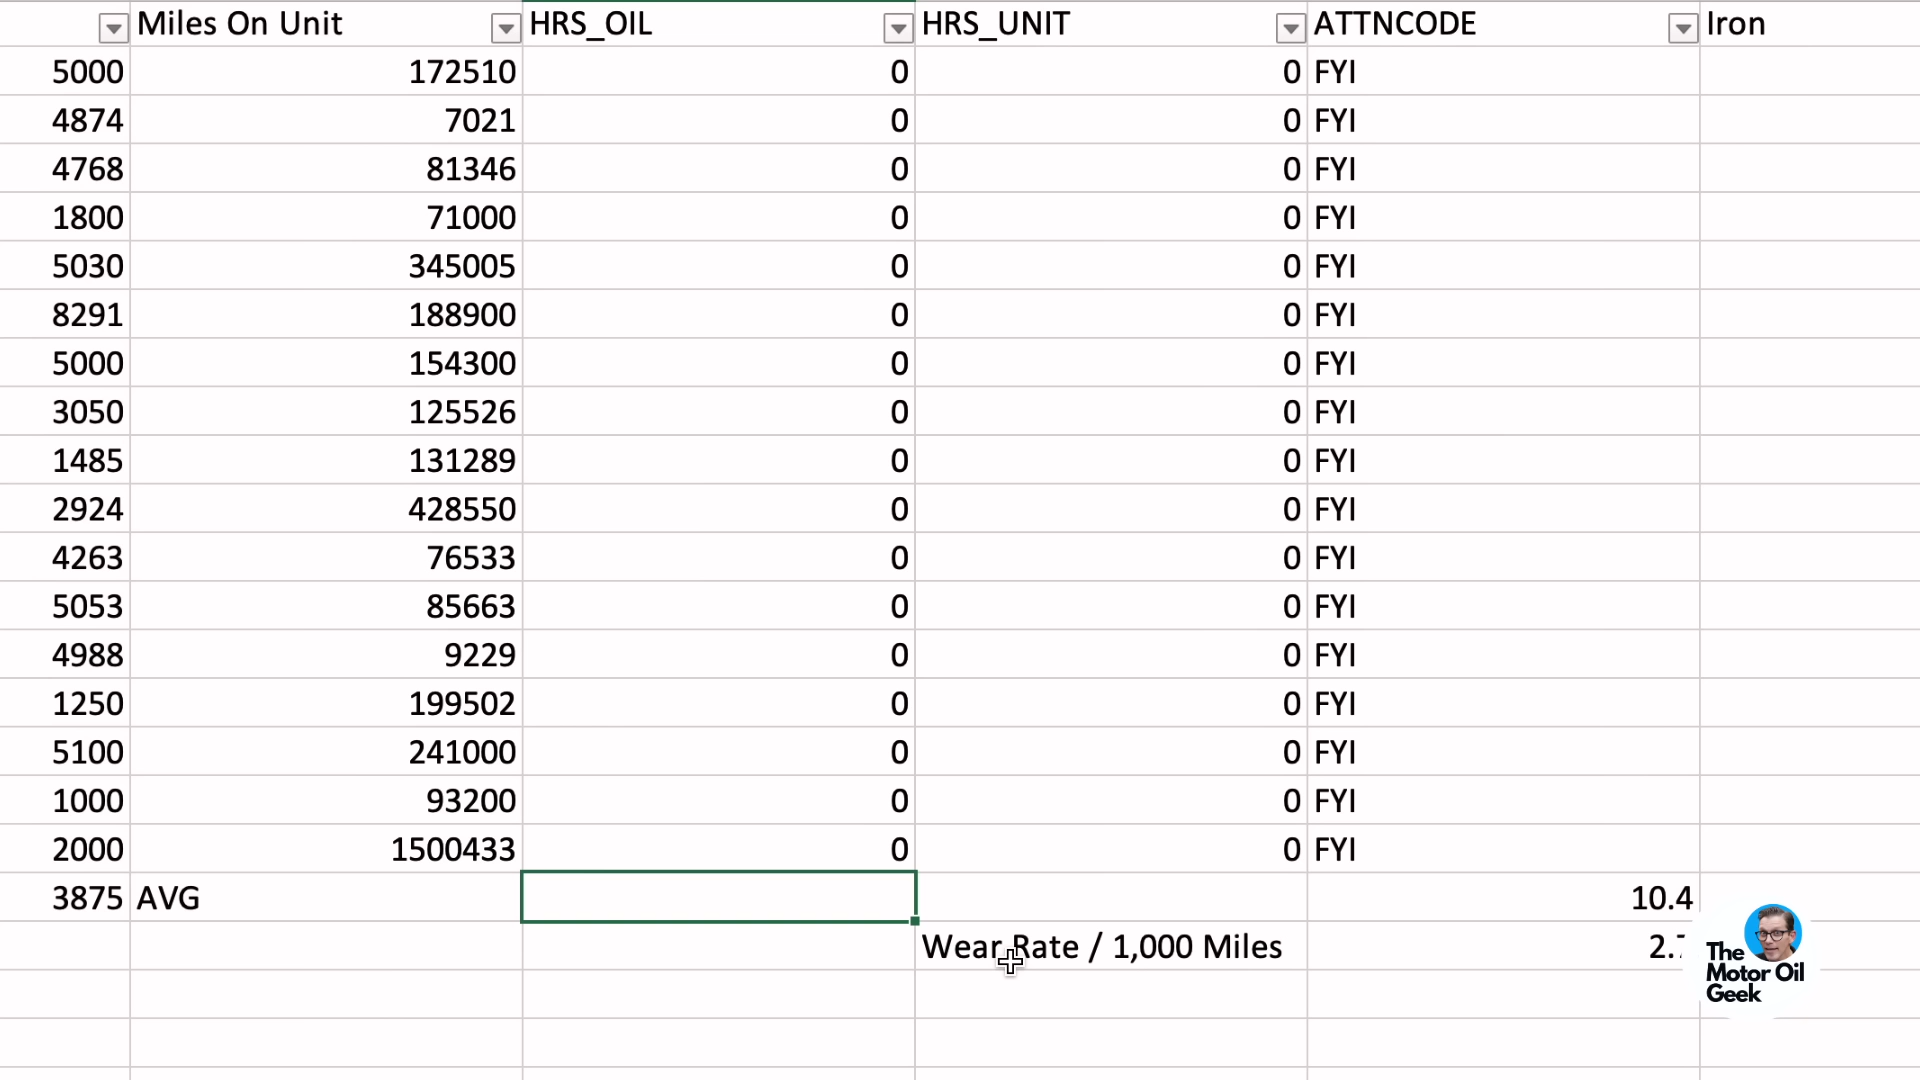 Miles On Unit HRS_OIL HRS_UNIT ATTNCODE Iron
5000 172510 0 0 FYI
4874 7021 0 0 FYI
4768 81346 0 0 FYI
1800 71000 0 0 FYI
5030 345005 0 0 FYI
8291 188900 0 0 FYI
5000 154300 0 0 FYI
3050 125526 0 0 FYI
1485 131289 0 0 FYI
2924 428550 0 0 FYI
4263 76533 0 0 FYI
5053 85663 0 0 FYI
4988 9229 0 0 FYI
1250 199502 0 0 FYI
5100 241000 0 0 FYI
1000 93200 0 0 FYI
2000 1500433 0 0 FYI
3875 AVG 10.4
Wear Rate / 1,000 Miles
The
Motor Oil
Geek